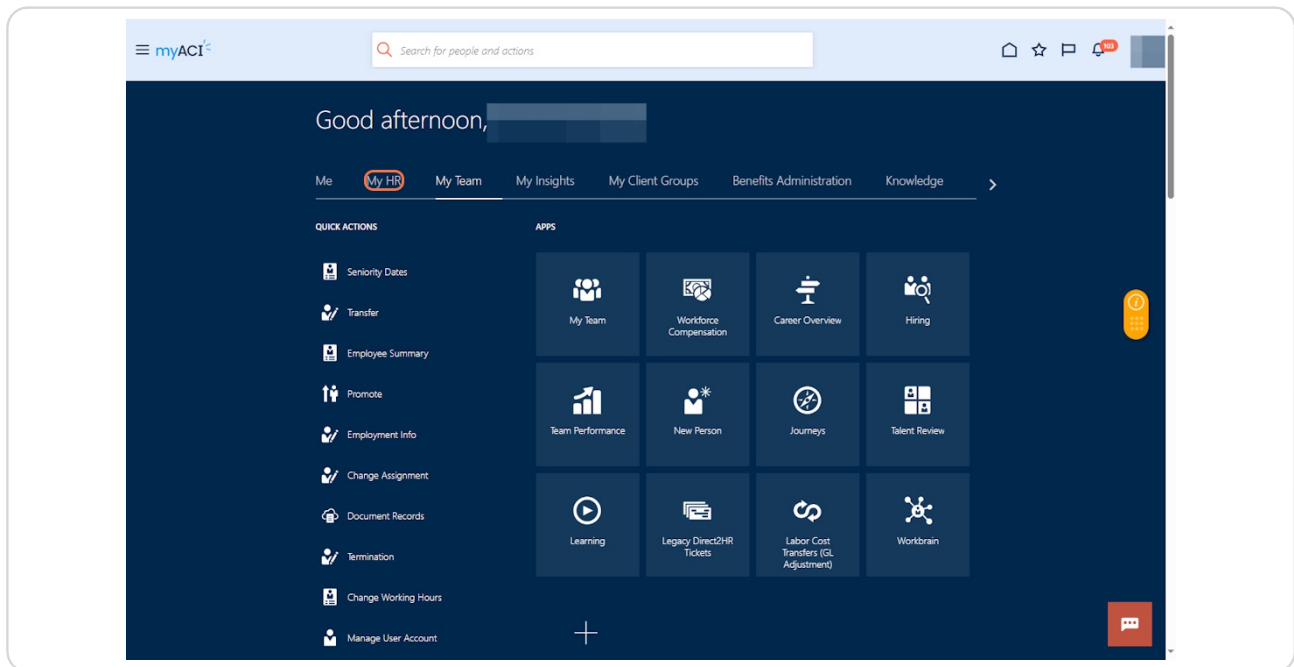 myACI
Search for people and actions
103
Good afternoon,
Me My HR My Team My Insights My Client Groups Benefits Administration Knowledge
QUICK ACTIONS
APPS
Seniority Dates
Transfer
Employee Summary
Promote
Employment Info
Change Assignment
Document Records
Termination
Change Working Hours
Manage User Account
My Team
Workforce
Compensation
Career Overview
Hiring
Team Performance
New Person
Journeys
Talent Review
Learning
Legacy Direct2HR
Tickets
Labor Cost
Transfers (GL
Adjustment)
Workbrain